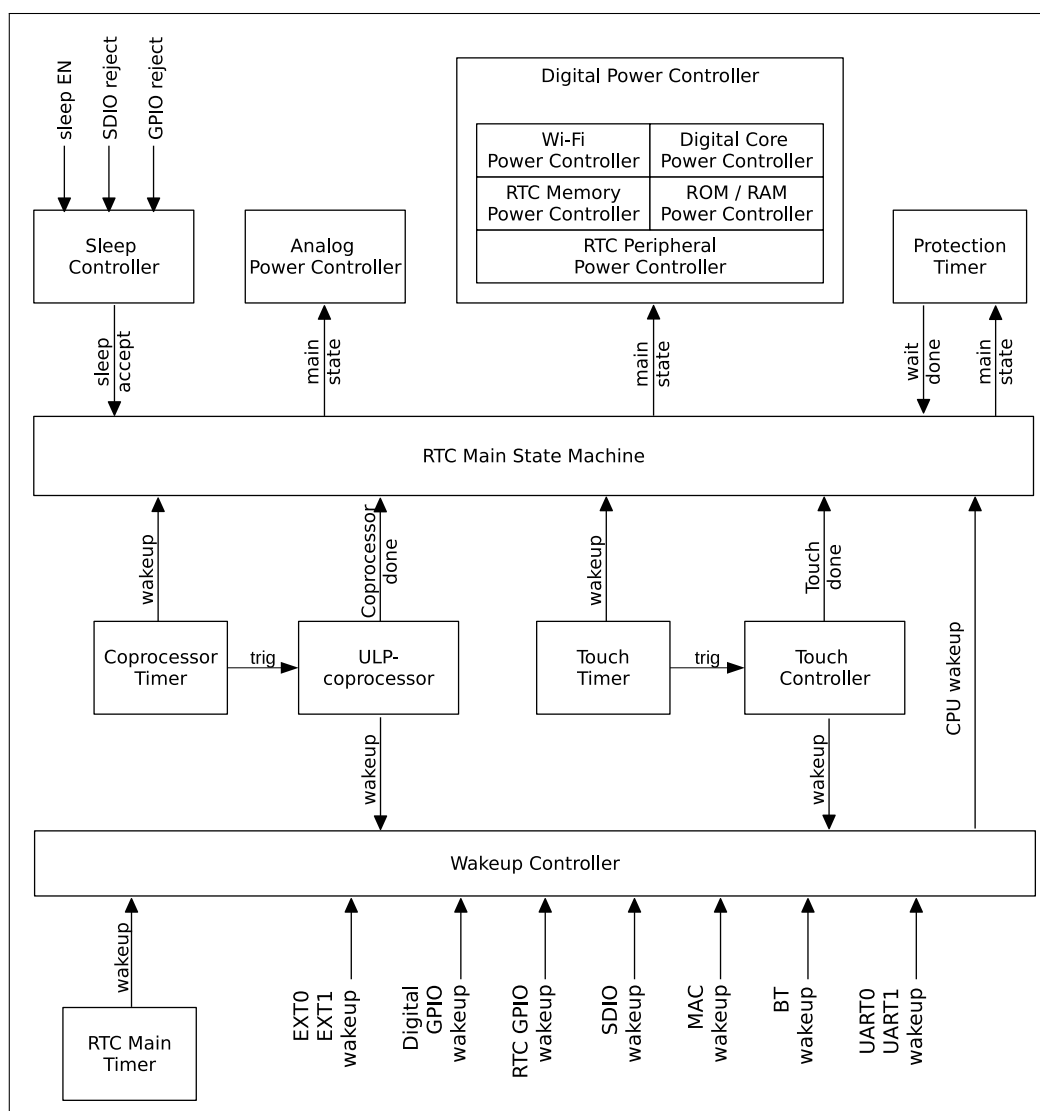 sleep EN
SDIO reject
GPIO reject
Digital Power Controller
Wi-Fi
Power Controller
Digital Core
Power Controller
RTC Memory
Power Controller
ROM / RAM
Power Controller
RTC Peripheral
Power Controller
Sleep
Controller
Analog
Power Controller
Protection
Timer
sleep
accept
main
state
main
state
wait
done
main
state
RTC Main State Machine
wakeup
Coprocessor
done
wakeup
Touch
done
CPU wakeup
Coprocessor
Timer
trig
ULP-
coprocessor
Touch
Timer
trig
Touch
Controller
wakeup
wakeup
Wakeup Controller
wakeup
RTC Main
Timer
EXT0
EXT1
wakeup
Digital
GPIO
wakeup
RTC GPIO
wakeup
SDIO
wakeup
MAC
wakeup
BT
wakeup
UART0
UART1
wakeup